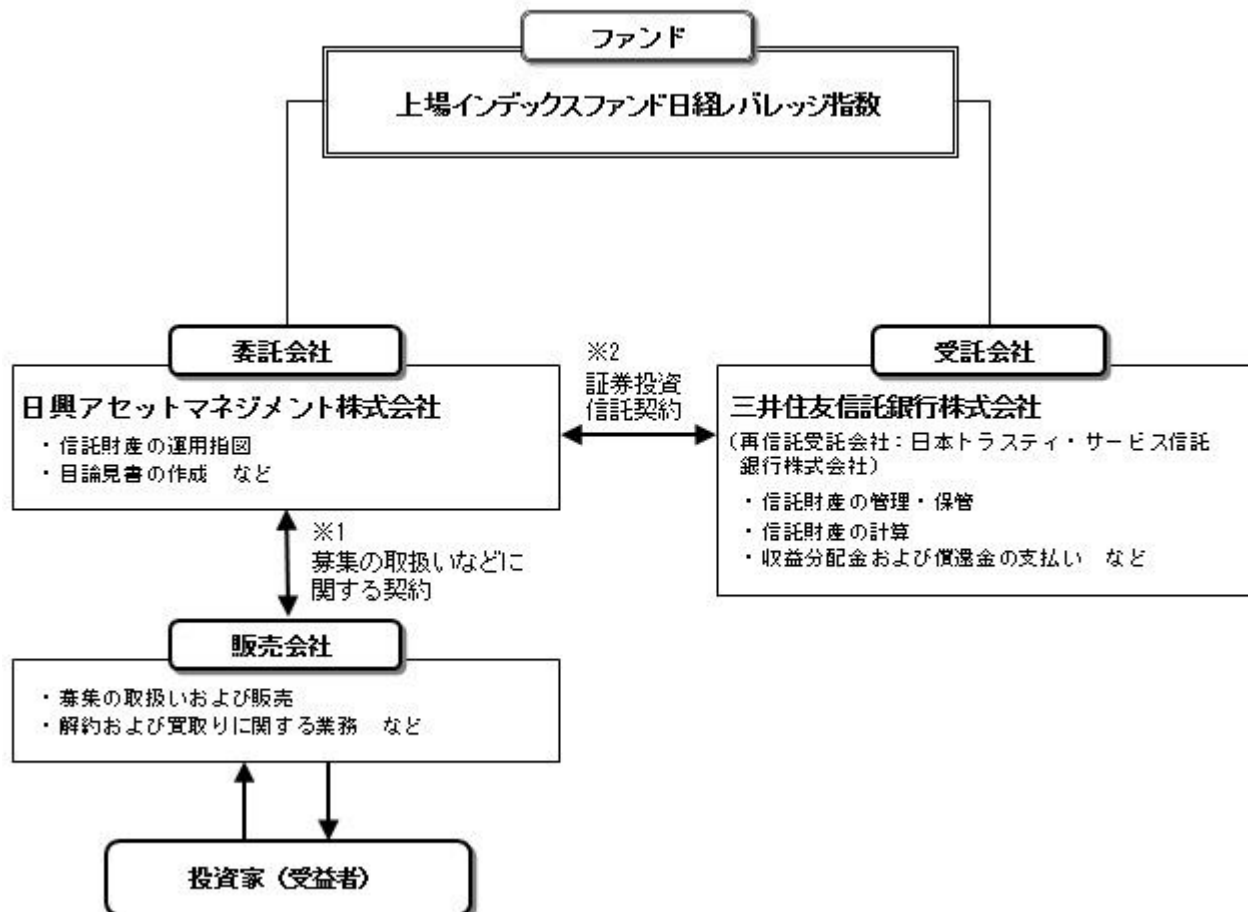 ファンド
上場インデックスファンド日経レバレッジ指数
委託会社
日興アセットマネジメント株式会社
・信託財産の運用指図
・目論見書の作成　など
※2
証券投資
信託契約
受託会社
三井住友信託銀行株式会社
(再信託受託会社:日本トラスティ・サービス信託
銀行株式会社)
・信託財産の管理・保管
・信託財産の計算
・収益分配金および償還金の支払い　など
※1
募集の取扱いなどに
関する契約
販売会社
・募集の取扱いおよび販売
・解約および買取りに関する業務　など
投資家(受益者)